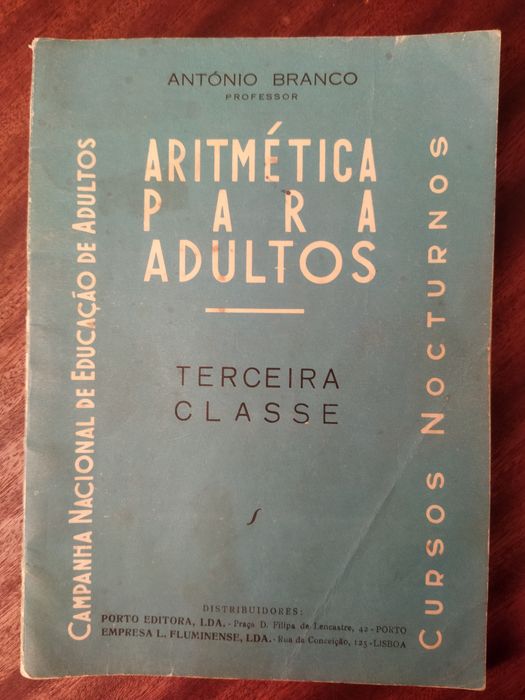 ANTÓNIO BRANCO
PROFESSOR
ARITMÉTICA
PARA
ADULTOS
CAMPANHA NACIONAL DE EDUCAÇÃO DE ADULTOS
CURSOS NOCTURNOS
TERCEIRA
CLASSE
DISTRIBUIDORES:
PORTO EDITORA, LDA. - Praça D. Filipa de Lencastre, 42 - PORTO
EMPRESA L. FLUMINENSE, LDA. - Rua da Conceição, 125 - LISBOA